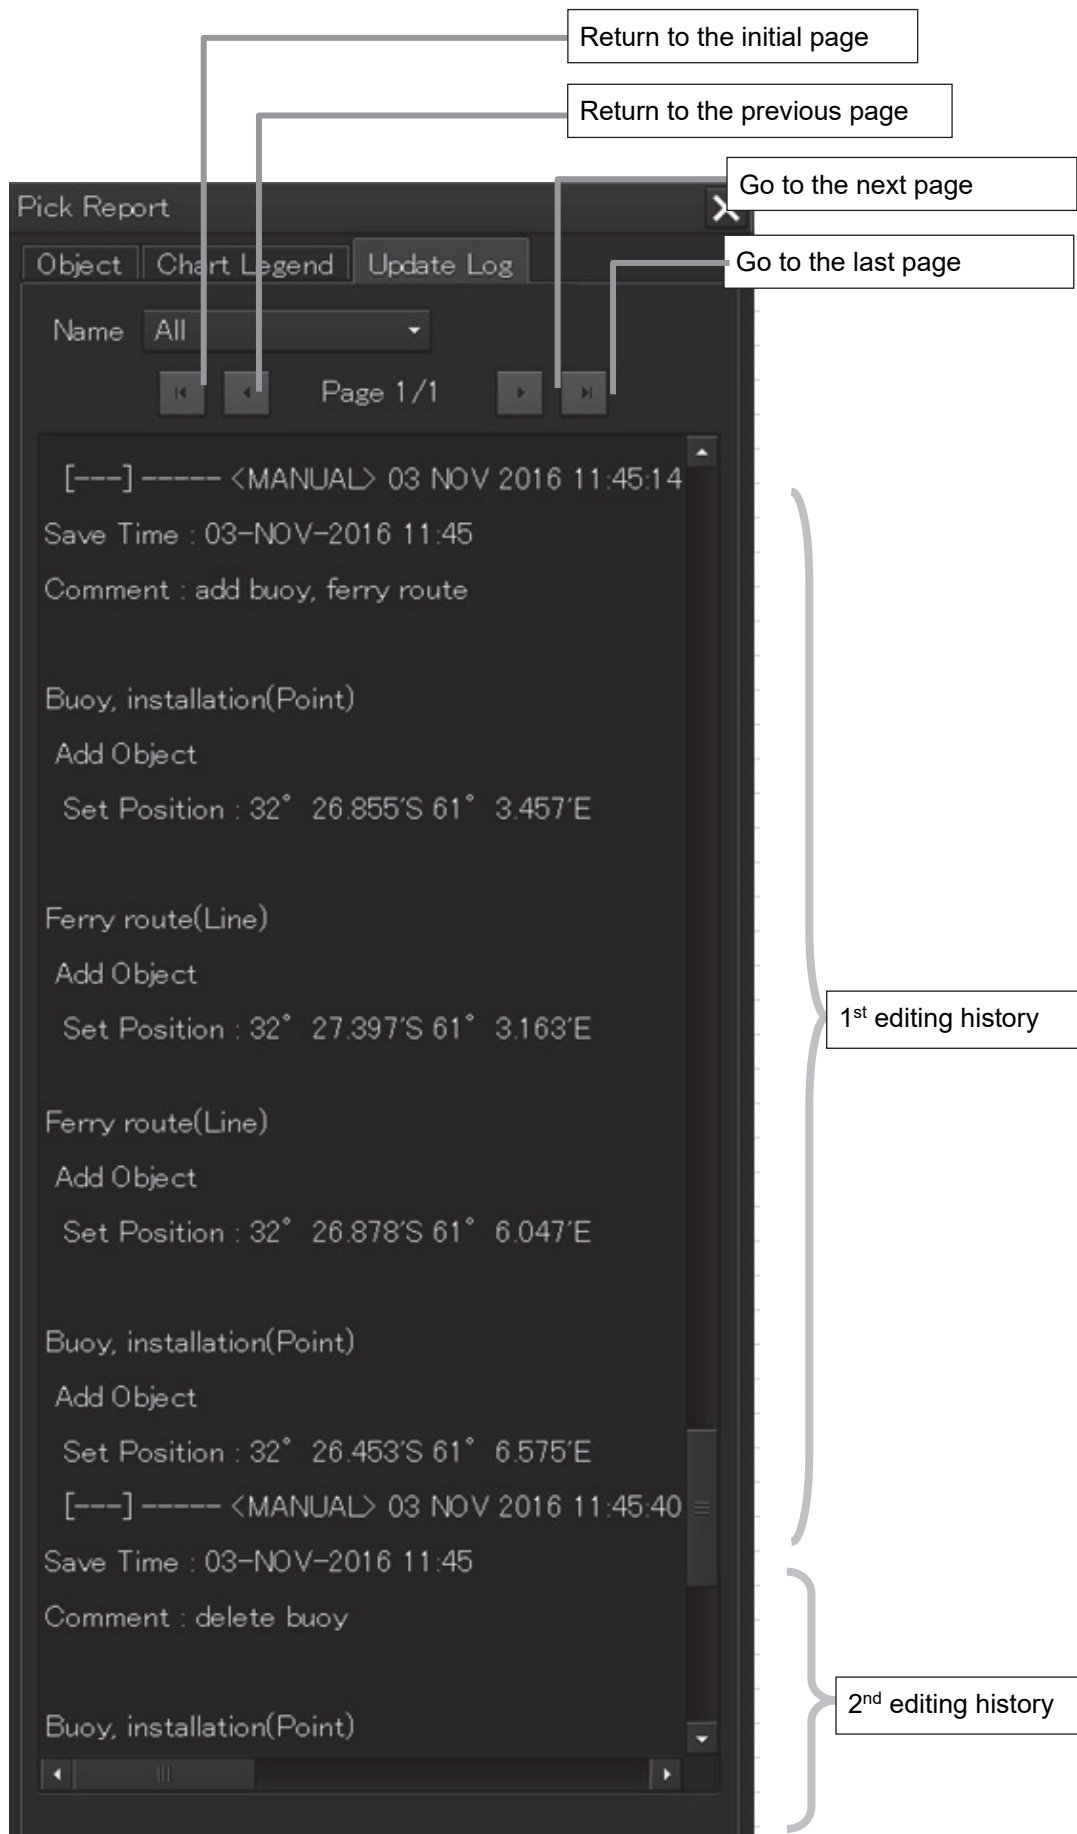 Return to the initial page
Return to the previous page
Go to the next page
Pick Report
Go to the last page
Object Chart Legend Update Log
Name All
Page 1/1
[---] ----- <MANUAL> 03 NOV 2016 11:45:14
Save Time : 03-NOV-2016 11:45
Comment : add buoy, ferry route
Buoy, installation(Point)
Add Object
Set Position : 32° 26.855'S 61° 3.457'E
Ferry route(Line)
Add Object
Set Position : 32° 27.397'S 61° 3.163'E
1st editing history
Ferry route(Line)
Add Object
Set Position : 32° 26.878'S 61° 6.047'E
Buoy, installation(Point)
Add Object
Set Position : 32° 26.453'S 61° 6.575'E
[---] ----- <MANUAL> 03 NOV 2016 11:45:40
Save Time : 03-NOV-2016 11:45
Comment : delete buoy
2nd editing history
Buoy, installation(Point)